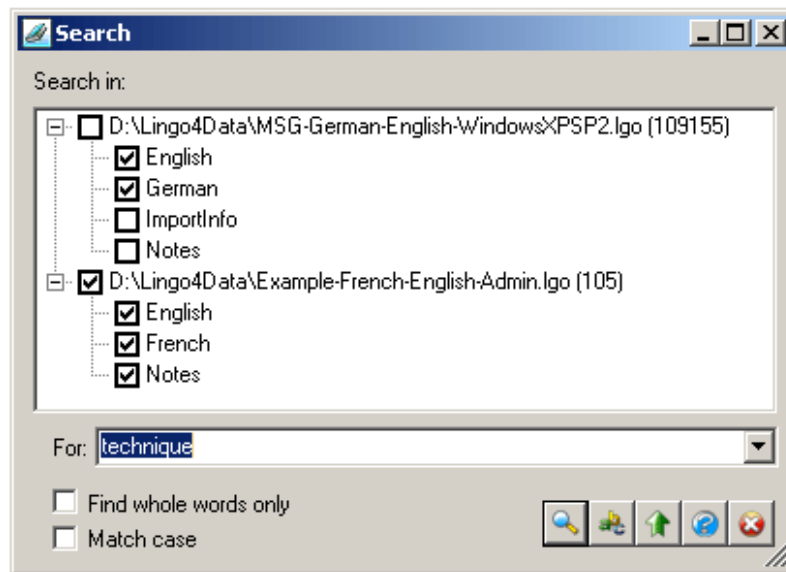 Search
Search in:
D:\Lingo4Data\MSG-German-English-WindowsXPSP2.lgo (109155)
English
German
ImportInfo
Notes
D:\Lingo4Data\Example-French-English-Admin.lgo (105)
English
French
Notes
For: technique
Find whole words only
Match case